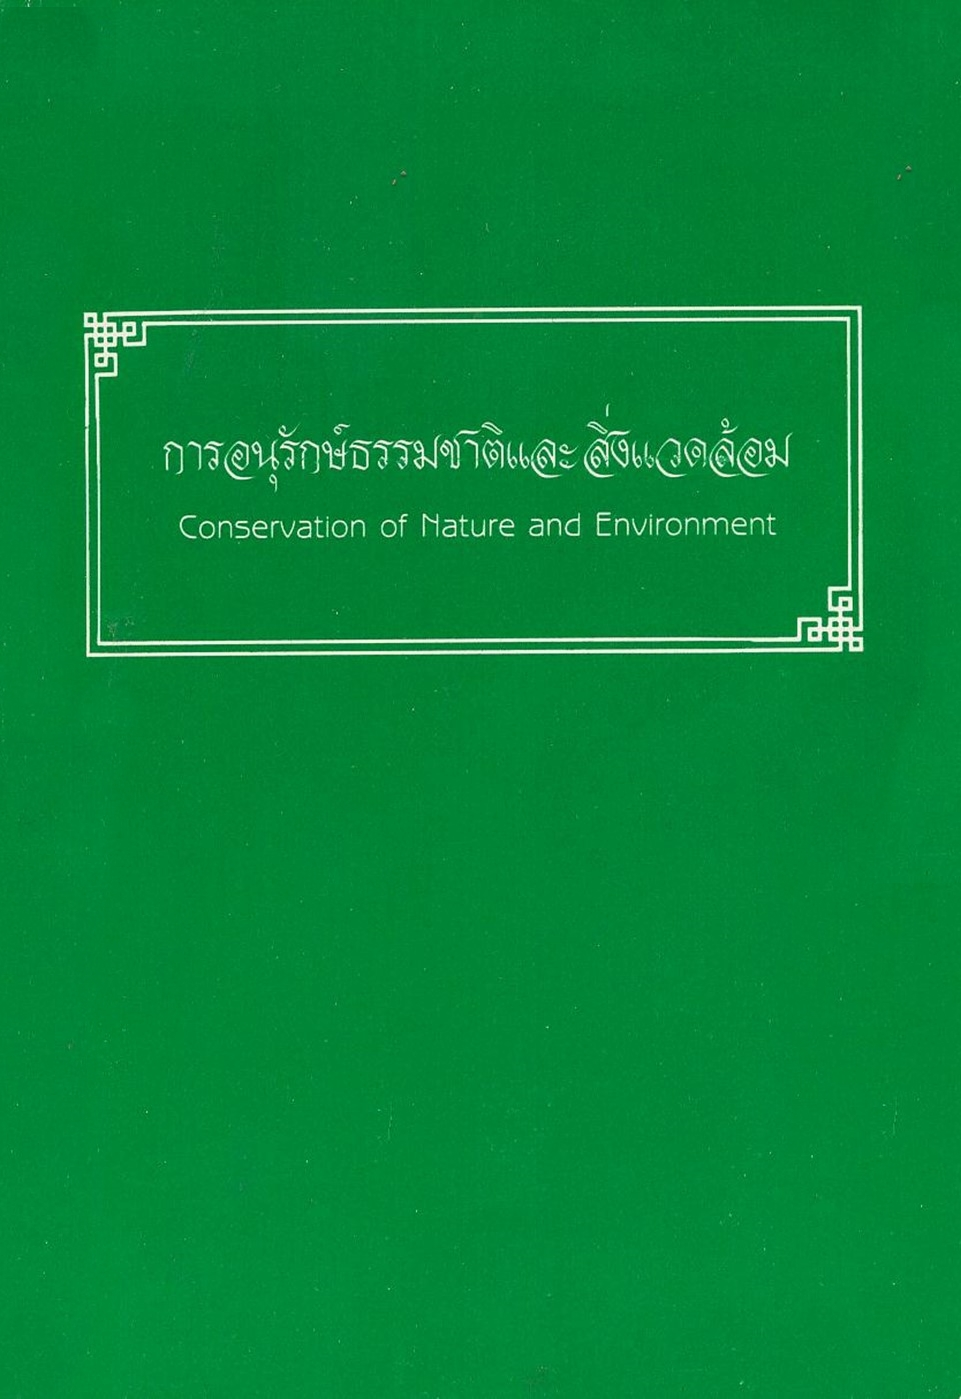 การอนุรักษ์ธรรมชาติและสิ่งแวดล้อม
Conservation of Nature and Environment